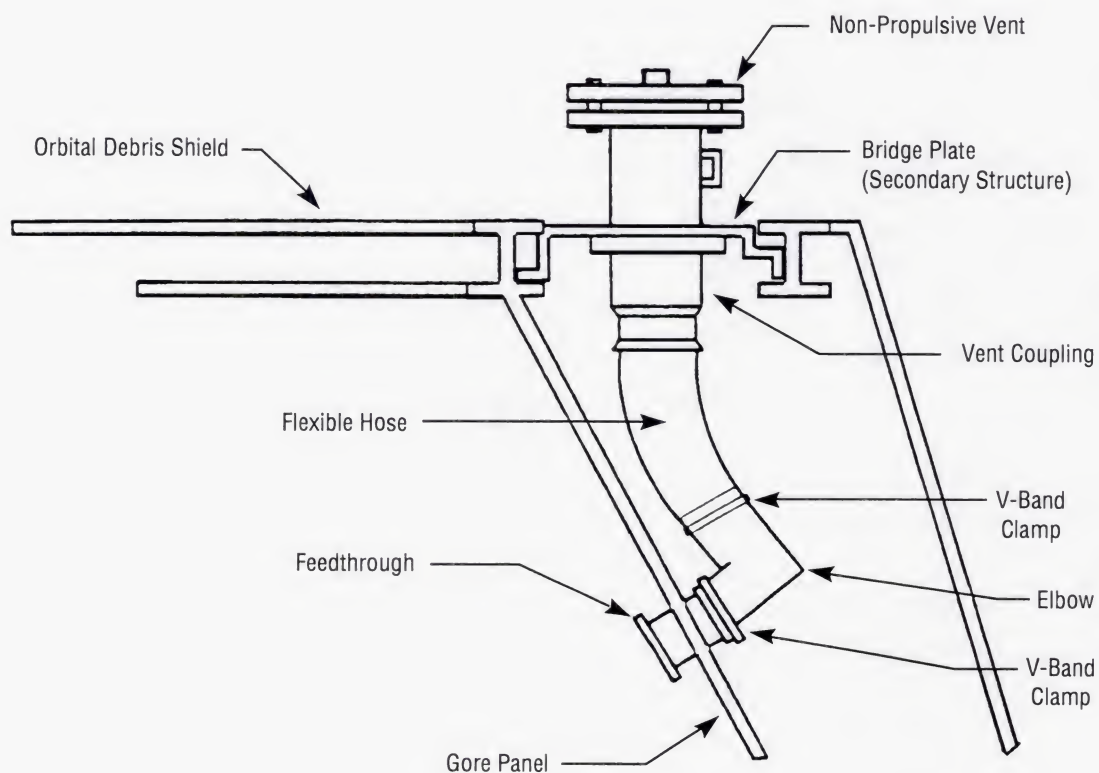 Non-Propulsive Vent
Orbital Debris Shield
Bridge Plate
(Secondary Structure)
Vent Coupling
Flexible Hose
V-Band
Clamp
Feedthrough
Elbow
V-Band
Clamp
Gore Panel